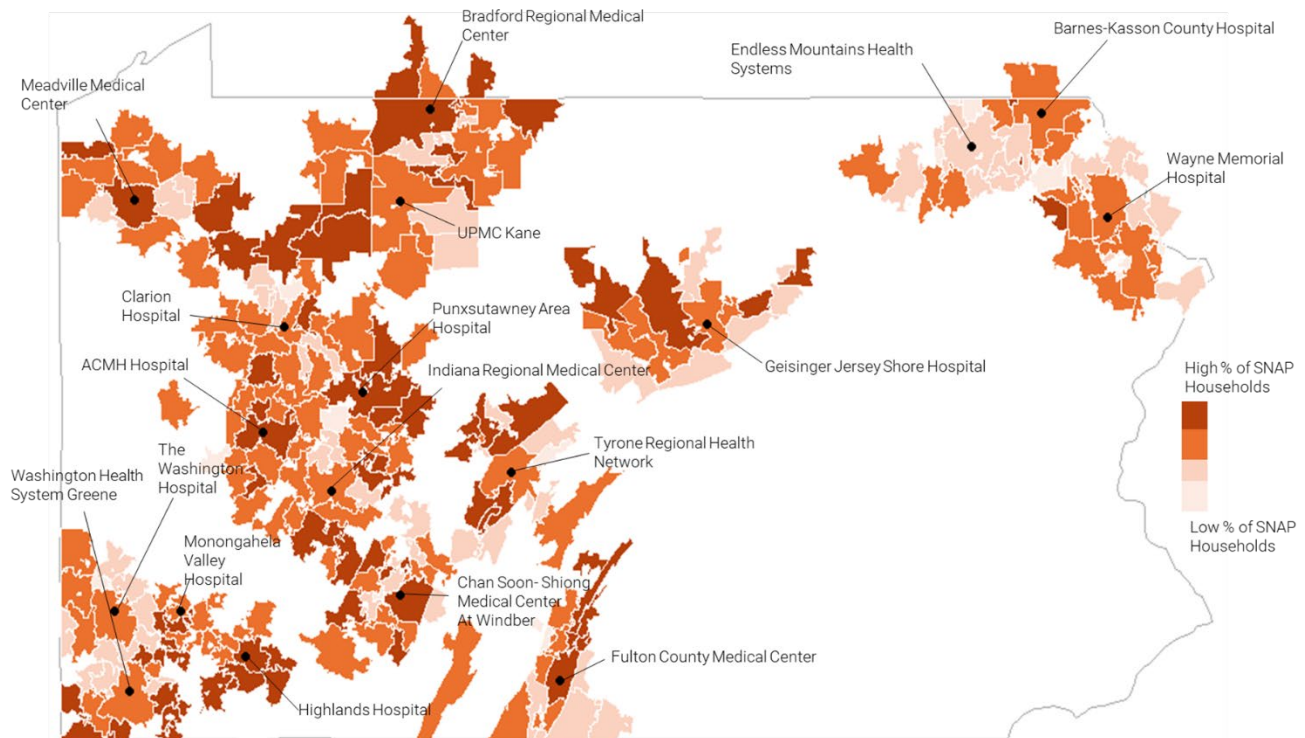 Bradford Regional Medical
Center
Barnes-Kasson County Hospital
Endless Mountains Health
Systems
Meadville Medical
Center
Wayne Memorial
Hospital
UPMC Kane
Clarion
Hospital
Punxsutawney Area
Hospital
ACMH Hospital
Indiana Regional Medical Center
Geisinger Jersey Shore Hospital
High % of SNAP
Households
Low % of SNAP
Households
The
Washington
Hospital
Tyrone Regional Health
Network
Washington Health
System Greene
Monongahela
Valley
Hospital
Chan Soon- Shiong
Medical Center
At Windber
Fulton County Medical Center
Highlands Hospital